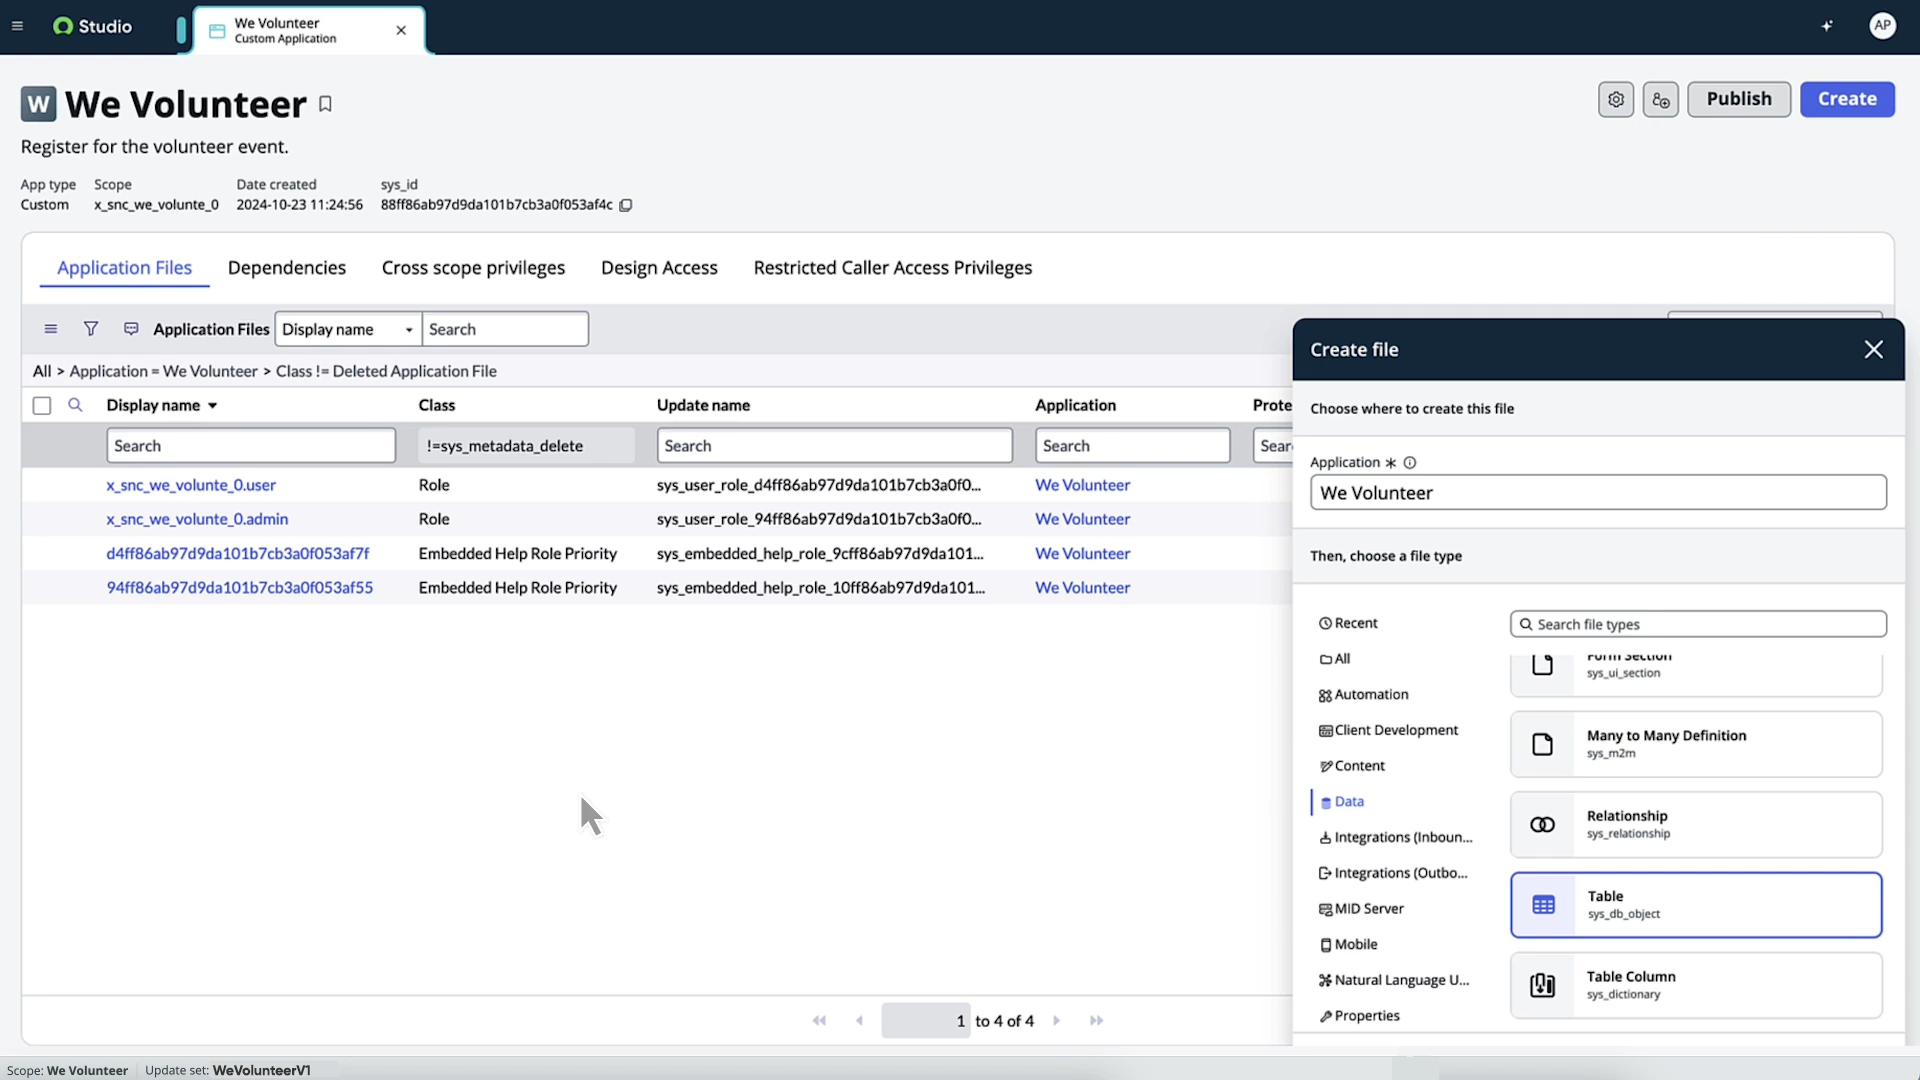 Studio
We Volunteer
Custom Application
AP
W We Volunteer
Publish
Create
Register for the volunteer event.
App type Scope Date created sys_id
Custom x_snc_we_volunte_0 2024-10-23 11:24:56 88ff86ab97d9da101b7cb3a0f053af4c
Application Files Dependencies Cross scope privileges Design Access Restricted Caller Access Privileges
Application Files Display name Search
All > Application = We Volunteer > Class != Deleted Application File
Display name Class Update name Application Prote
Search !=sys_metadata_delete Search Search Sear
x_snc_we_volunte_0.user Role sys_user_role_d4ff86ab97d9da101b7cb3a0f0... We Volunteer
x_snc_we_volunte_0.admin Role sys_user_role_94ff86ab97d9da101b7cb3a0f0... We Volunteer
d4ff86ab97d9da101b7cb3a0f053af7f Embedded Help Role Priority sys_embedded_help_role_9cff86ab97d9da101... We Volunteer
94ff86ab97d9da101b7cb3a0f053af55 Embedded Help Role Priority sys_embedded_help_role_10ff86ab97d9da101... We Volunteer
1 to 4 of 4
Create file
Choose where to create this file
Application
We Volunteer
Then, choose a file type
Recent
All
Automation
Client Development
Content
Data
Integrations (Inboun...
Integrations (Outbo...
MID Server
Mobile
Natural Language U...
Properties
Search file types
Form Section
sys_ui_section
Many to Many Definition
sys_m2m
Relationship
sys_relationship
Table
sys_db_object
Table Column
sys_dictionary
Scope: We Volunteer Update set: WeVolunteerV1